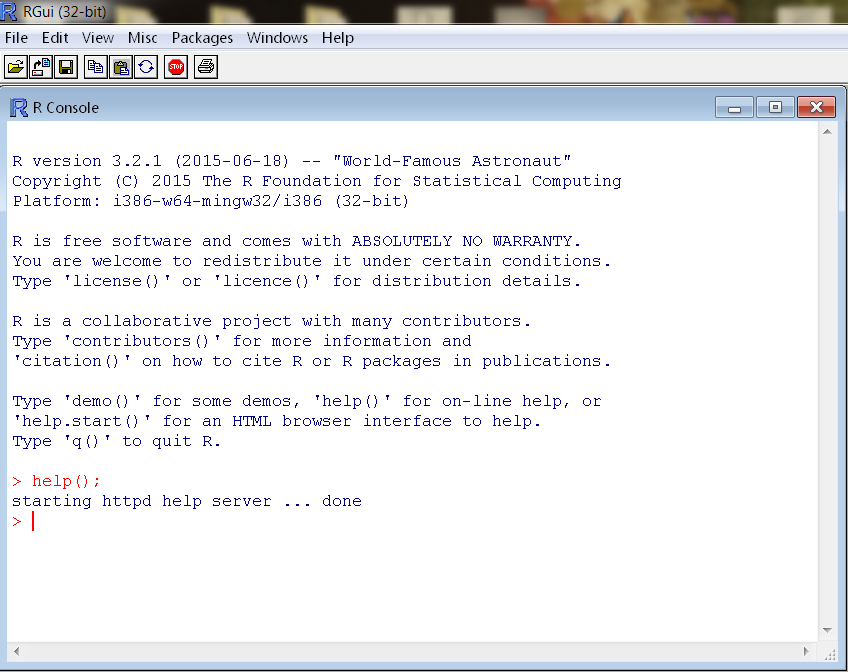 RGui (32-bit)
File Edit View Misc Packages Windows Help
STOP
R Console
R version 3.2.1 (2015-06-18) -- "World-Famous Astronaut"
Copyright (C) 2015 The R Foundation for Statistical Computing
Platform: i386-w64-mingw32/i386 (32-bit)
R is free software and comes with ABSOLUTELY NO WARRANTY.
You are welcome to redistribute it under certain conditions.
Type 'license()' or 'licence()' for distribution details.
R is a collaborative project with many contributors.
Type 'contributors()' for more information and
'citation()' on how to cite R or R packages in publications.
Type 'demo()' for some demos, 'help()' for on-line help, or
'help.start()' for an HTML browser interface to help.
Type 'q()' to quit R.
> help();
starting httpd help server ... done
>